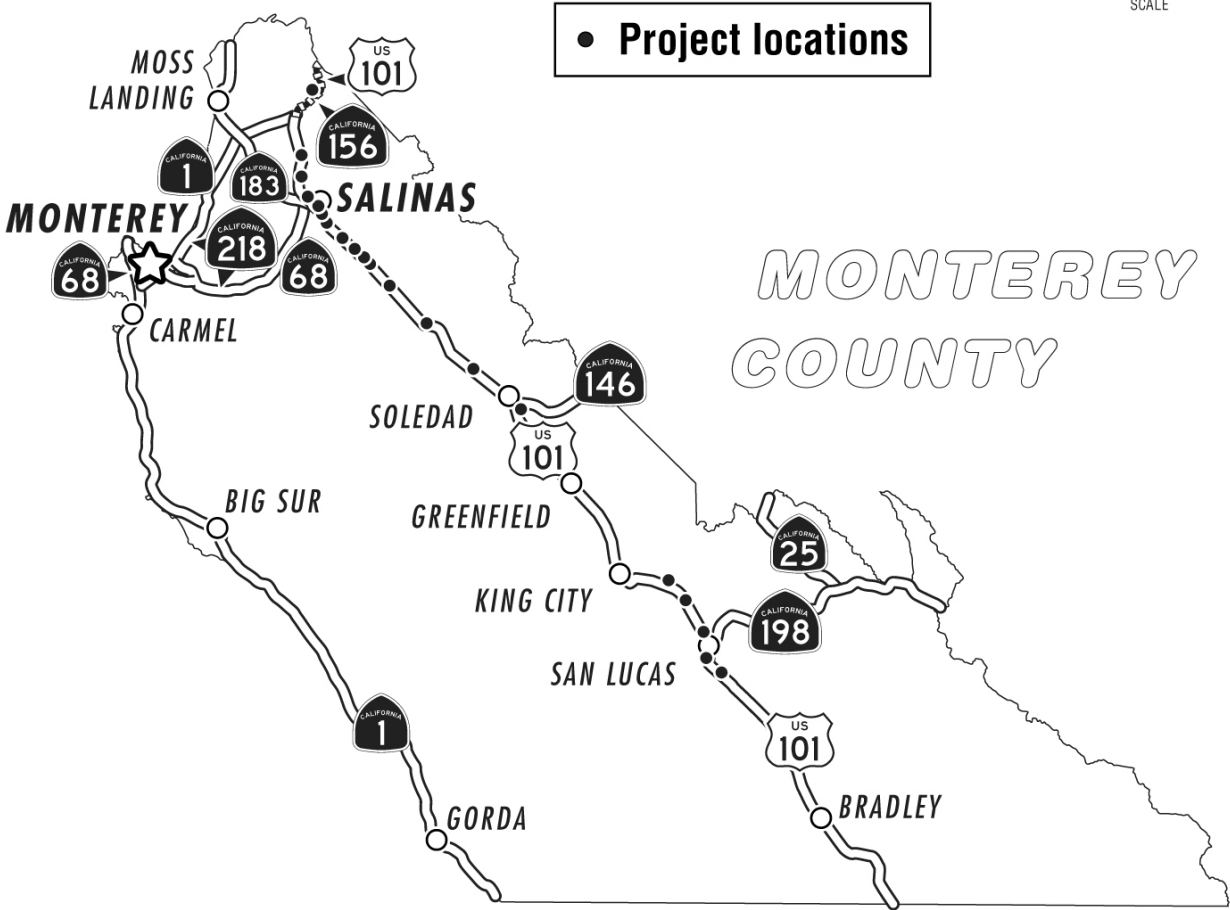 SCALE
● Project locations
MOSS
LANDING
US
101
CALIFORNIA
156
CALIFORNIA
1
CALIFORNIA
183
SALINAS
MONTEREY
CALIFORNIA
218
CALIFORNIA
68
CALIFORNIA
68
MONTEREY
COUNTY
CARMEL
CALIFORNIA
146
SOLEDAD
US
101
BIG SUR
GREENFIELD
CALIFORNIA
25
KING CITY
CALIFORNIA
198
SAN LUCAS
CALIFORNIA
1
US
101
GORDA
BRADLEY